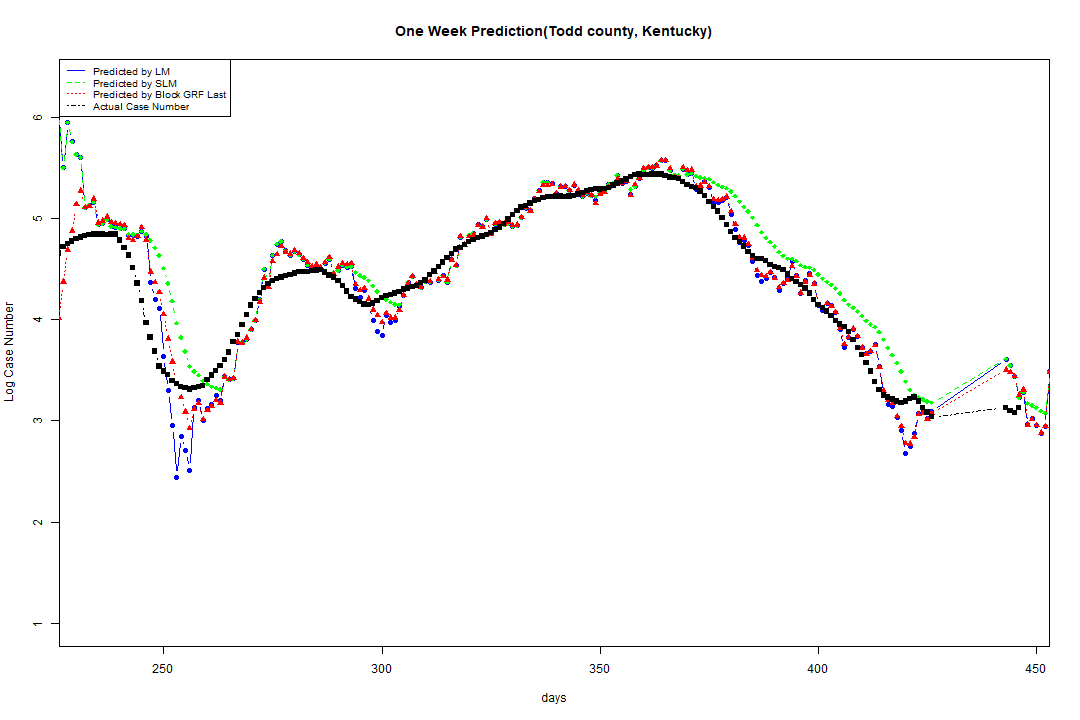 One Week Prediction(Todd county, Kentucky)
Predicted by LM
Predicted by SLM
Predicted by Block GRF Last
Actual Case Number
6
5
4
3
2
1
Log Case Number
250 300 350 400 450
days